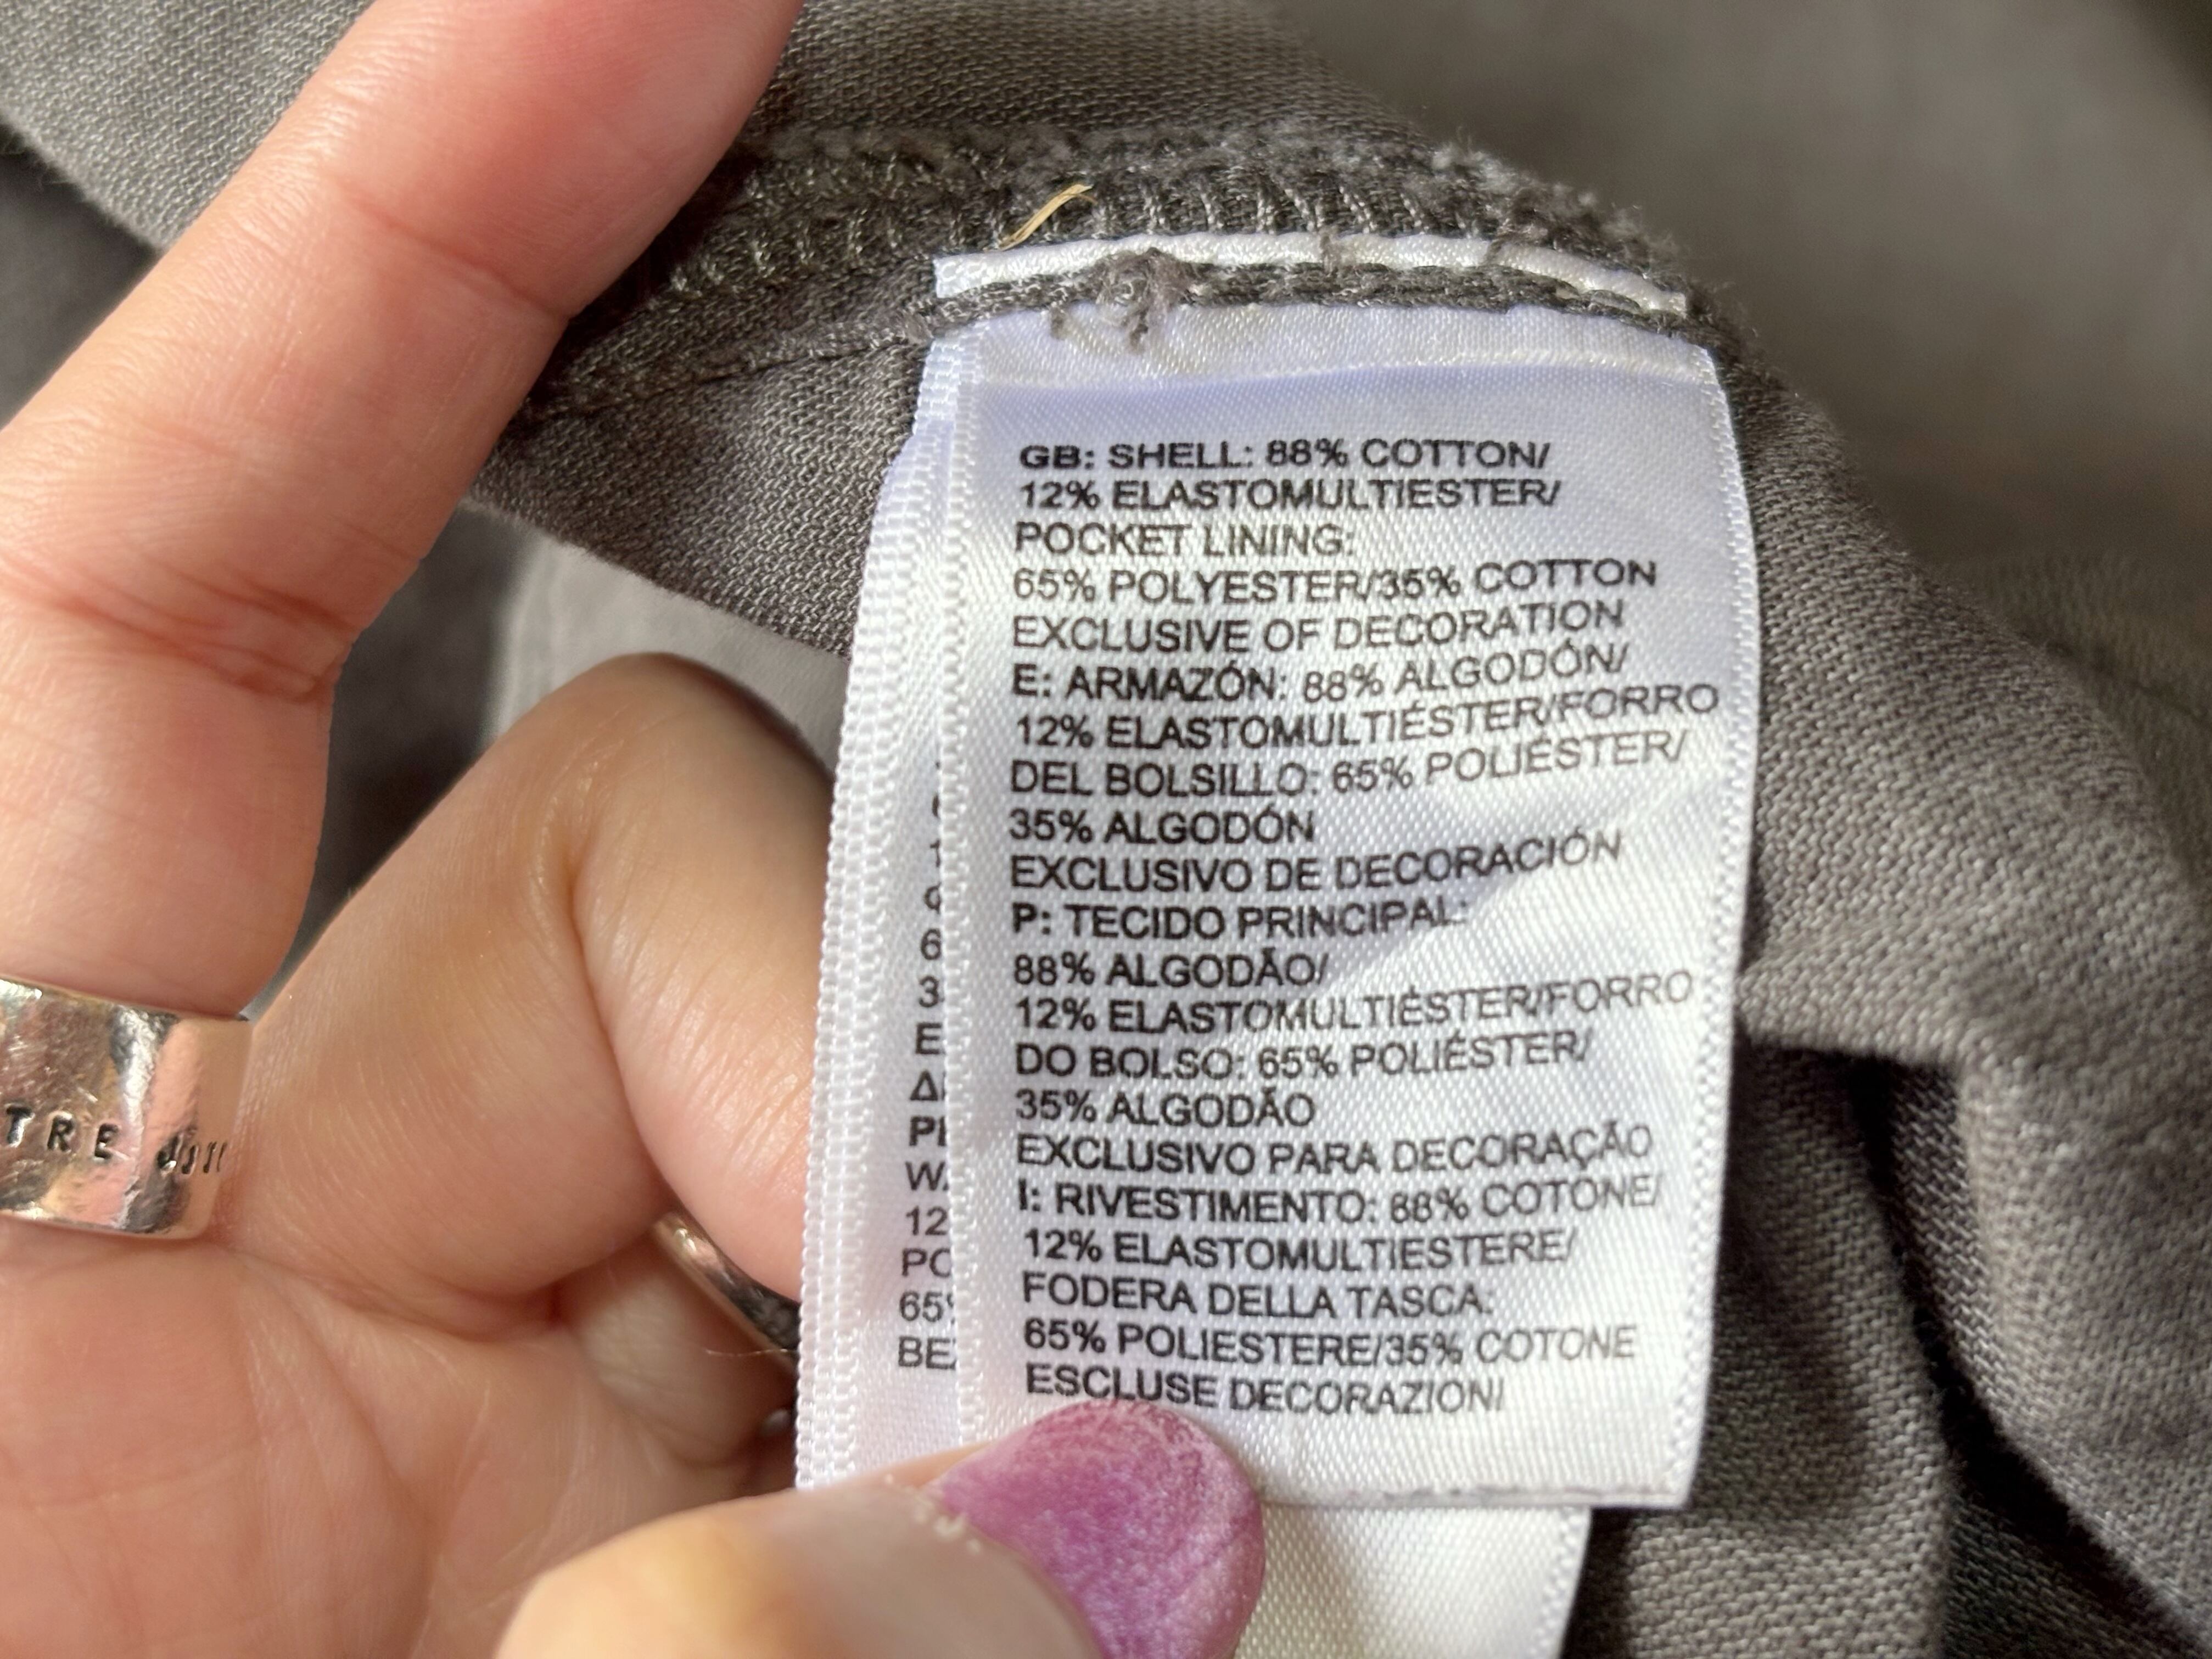 GB: SHELL: 88% COTTON/
12% ELASTOMULTIESTER/
POCKET LINING:
65% POLYESTER/35% COTTON
EXCLUSIVE OF DECORATION
E: ARMAZÓN: 88% ALGODÓN/
12% ELASTOMULTIÉSTER/FORRO
DEL BOLSILLO: 65% POLIÉSTER/
35% ALGODÓN
EXCLUSIVO DE DECORACIÓN
P: TECIDO PRINCIPAL:
88% ALGODÃO/
12% ELASTOMULTIÉSTER/FORRO
DO BOLSO: 65% POLIÉSTER/
35% ALGODÃO
EXCLUSIVO PARA DECORAÇÃO
I: RIVESTIMENTO: 88% COTONE/
12% ELASTOMULTIESTERE/
FODERA DELLA TASCA:
65% POLIESTERE/35% COTONE
ESCLUSE DECORAZIONI
TRE